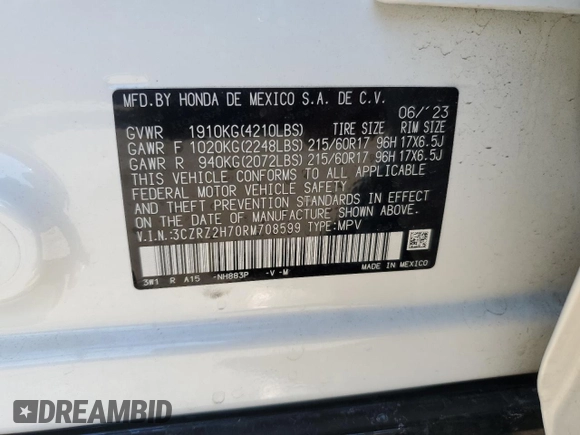 MFD.BY HONDA DE MEXICO S.A. DE C.V.
06/'23
GVWR 1910KG(4210LBS) TIRE SIZE RIM SIZE
GAWR F 1020KG(2248LBS) 215/60R17 96H 17X6.5J
GAWR R 940KG(2072LBS) 215/60R17 96H 17X6.5J
THIS VEHICLE CONFORMS TO ALL APPLICABLE
FEDERAL MOTOR VEHICLE SAFETY
AND THEFT PREVENTION STANDARDS IN EFFECT
ON THE DATE OF MANUFACTURE SHOWN ABOVE.
V.I.N.:3CZRZ2H70RM708599 TYPE:MPV
3W1 R A15 -NH883P -V -M
MADE IN MEXICO
DREAMBID